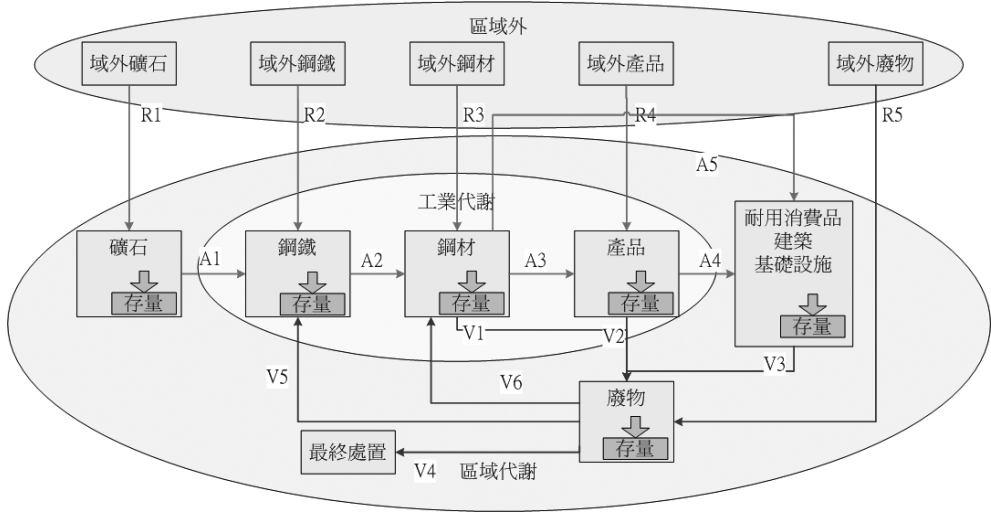 區域外
域外礦石
域外鋼鐵
域外鋼材
域外產品
域外廢物
R1
R2
R3
R4
R5
A5
工業代謝
礦石
存量
A1
鋼鐵
存量
A2
鋼材
存量
A3
產品
存量
A4
耐用消費品
建築
基礎設施
存量
V1
V2
V3
V5
V6
廢物
存量
最終處置
V4
區域代謝